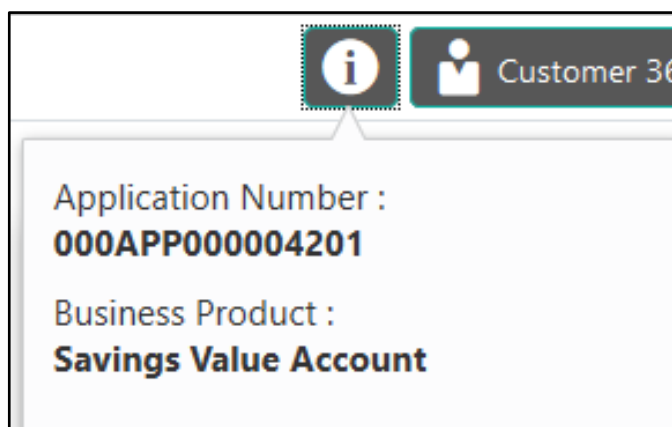 i Customer 36
Application Number :
000APP000004201
Business Product :
Savings Value Account